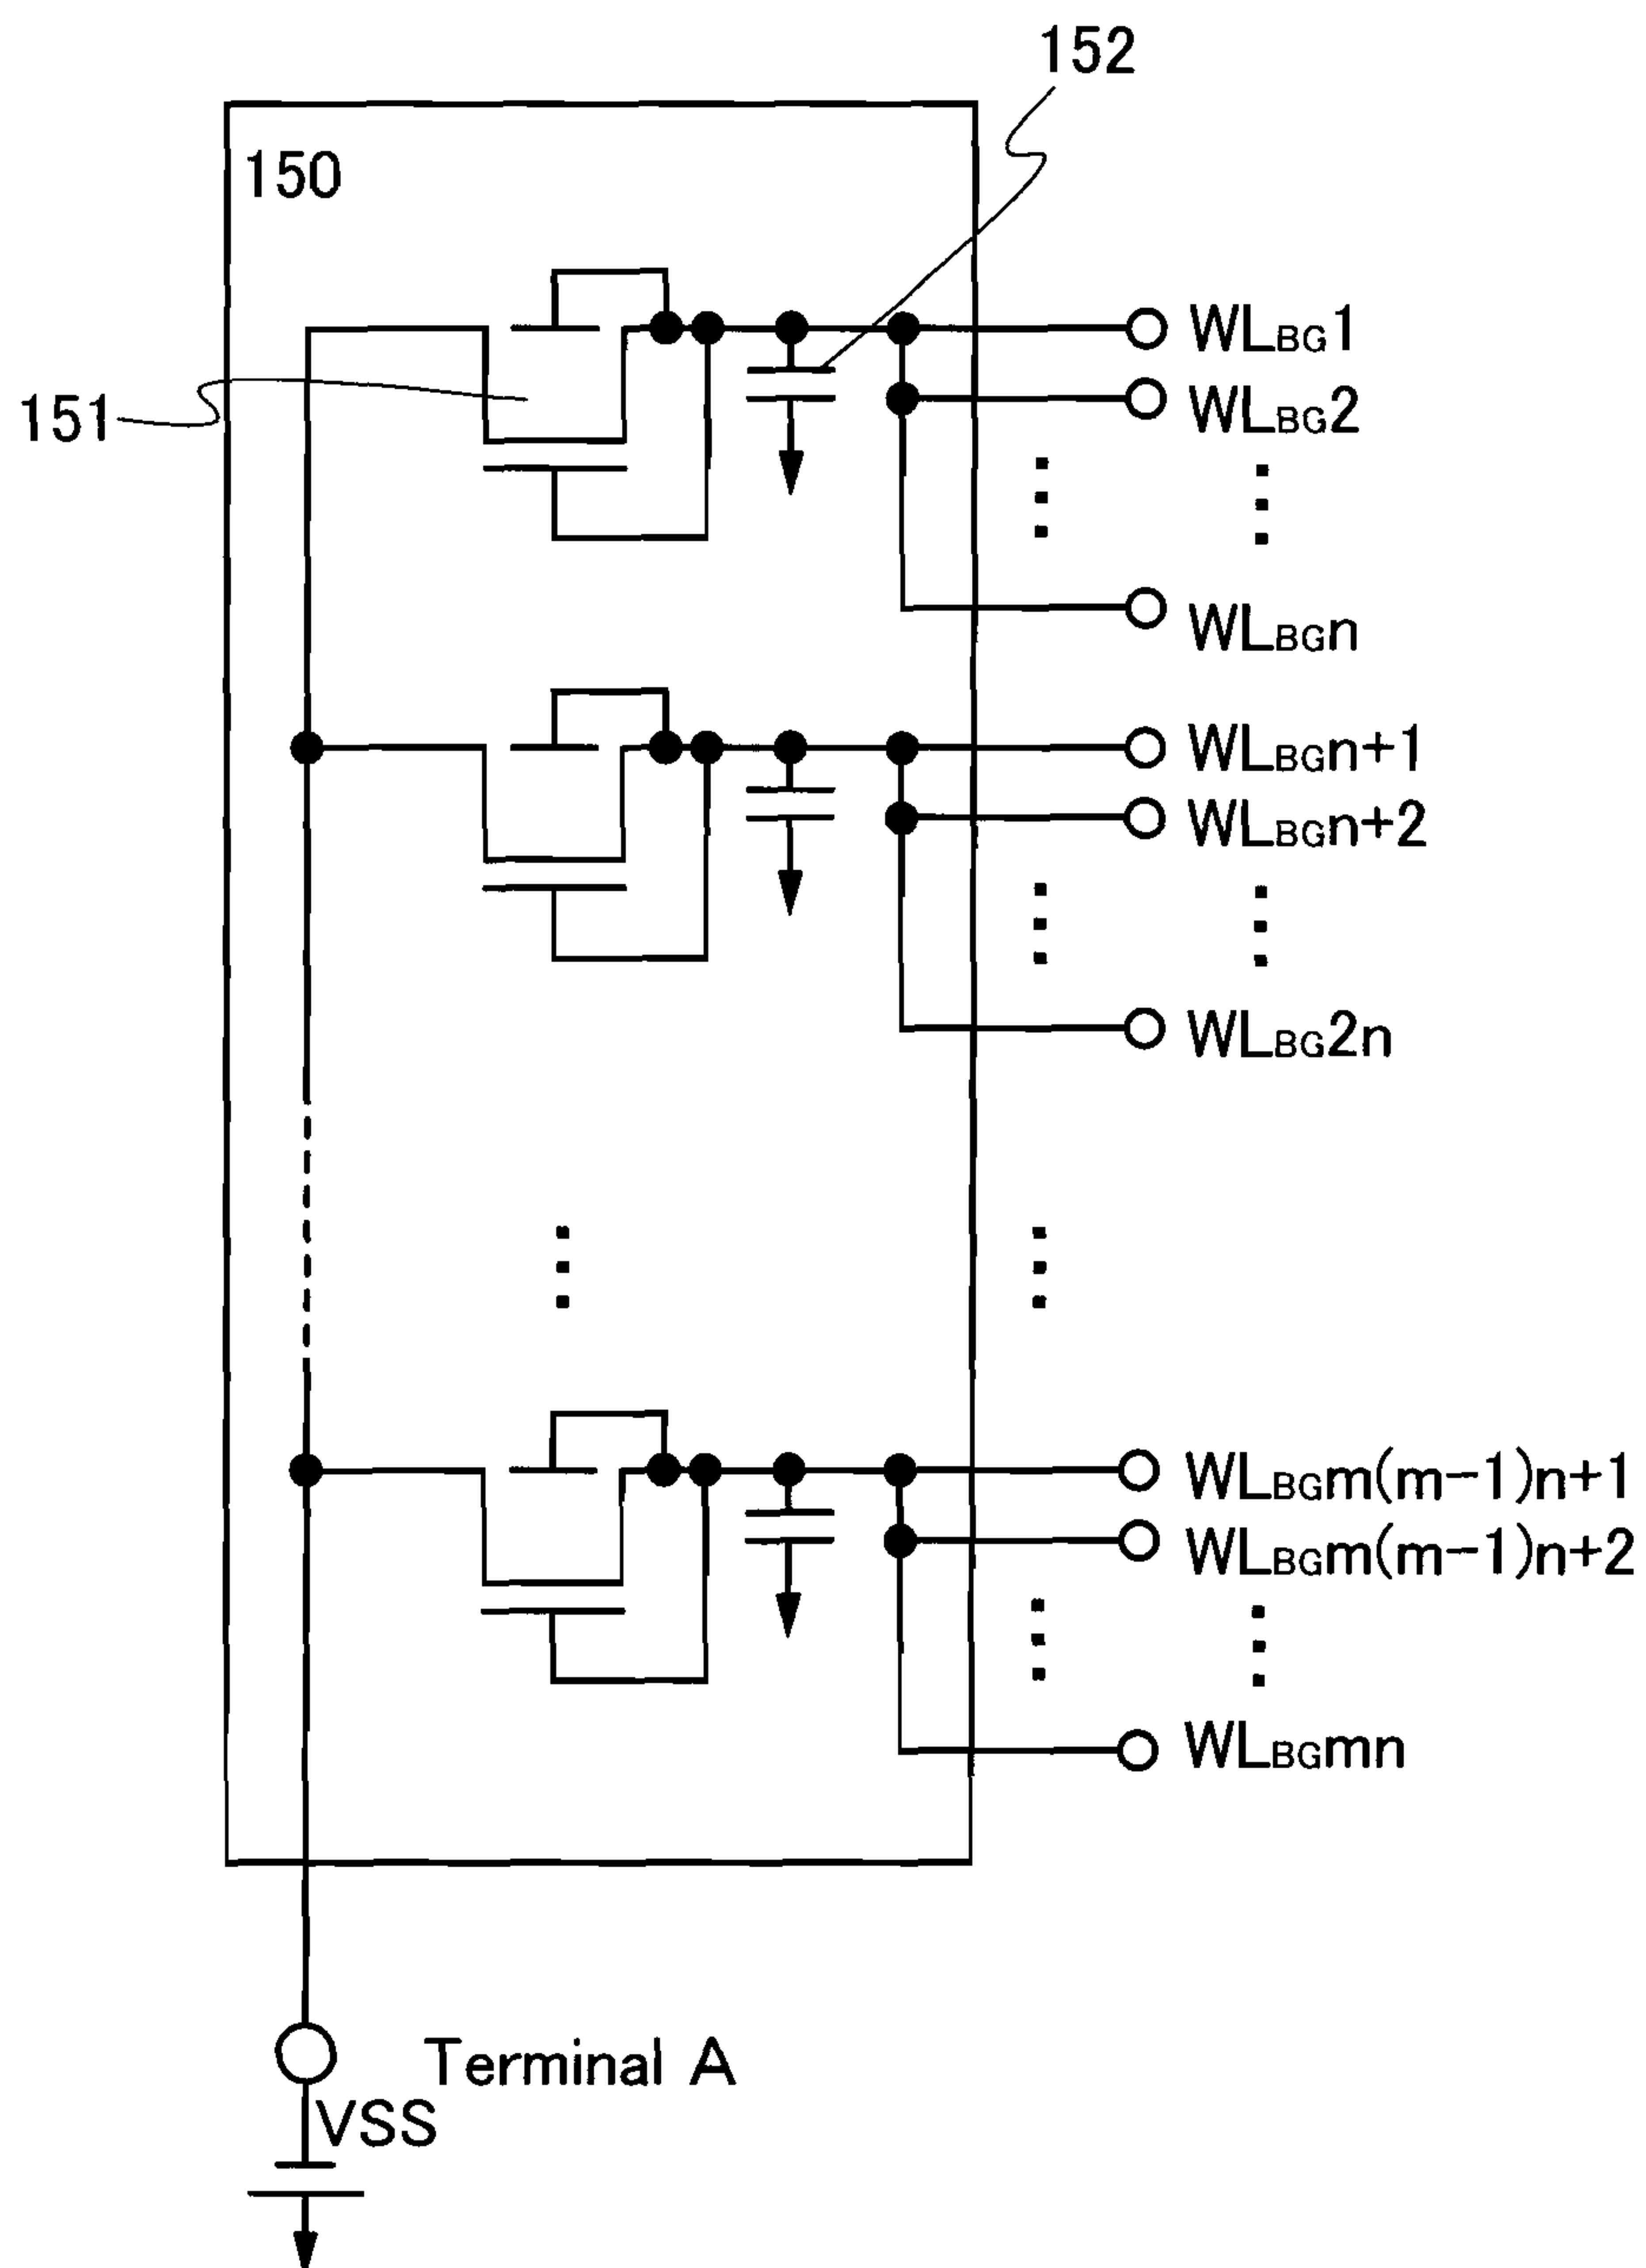 152
150
WLBG1
151
WLBG2
WLBGn
WLBGn+1
WLBGn+2
WLBG2n
WLBGm(m-1)n+1
WLBGm(m-1)n+2
WLBGmn
Terminal A
VSS